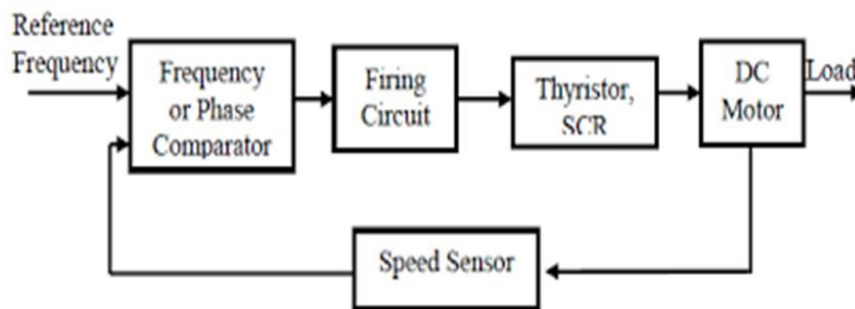 Reference
Frequency
Frequency
or Phase
Comparator
Firing
Circuit
Thyristor,
SCR
DC
Motor
Load
Speed Sensor